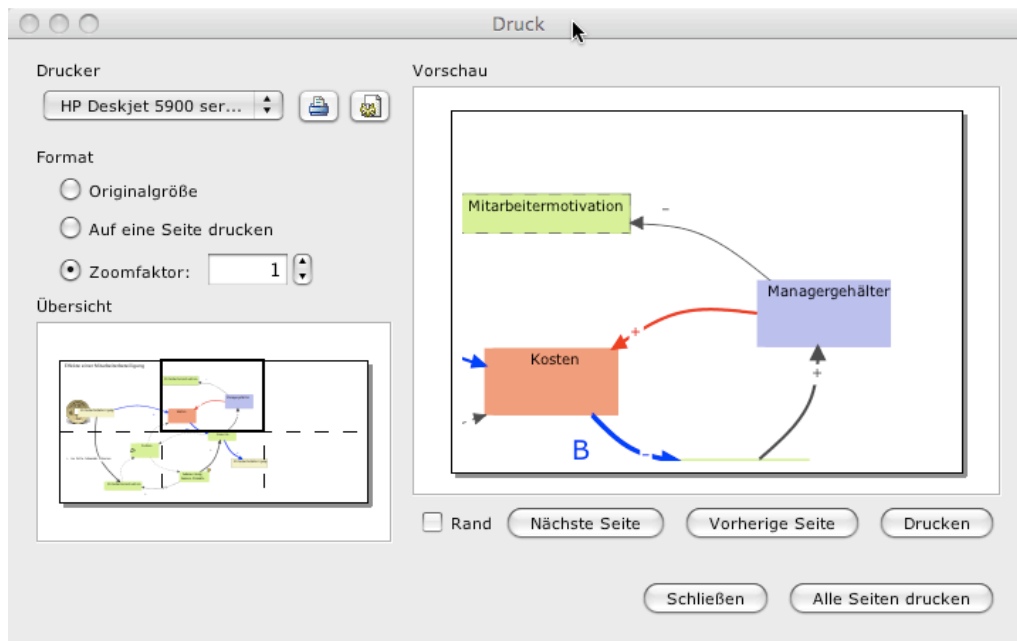 Druck
Drucker
HP Deskjet 5900 ser...
Format
Originalgröße
Auf eine Seite drucken
Zoomfaktor: 1
Übersicht
Vorschau
Mitarbeitermotivation
–
Managergehälter
+
Kosten
+
B
-
Rand
Nächste Seite
Vorherige Seite
Drucken
Schließen
Alle Seiten drucken